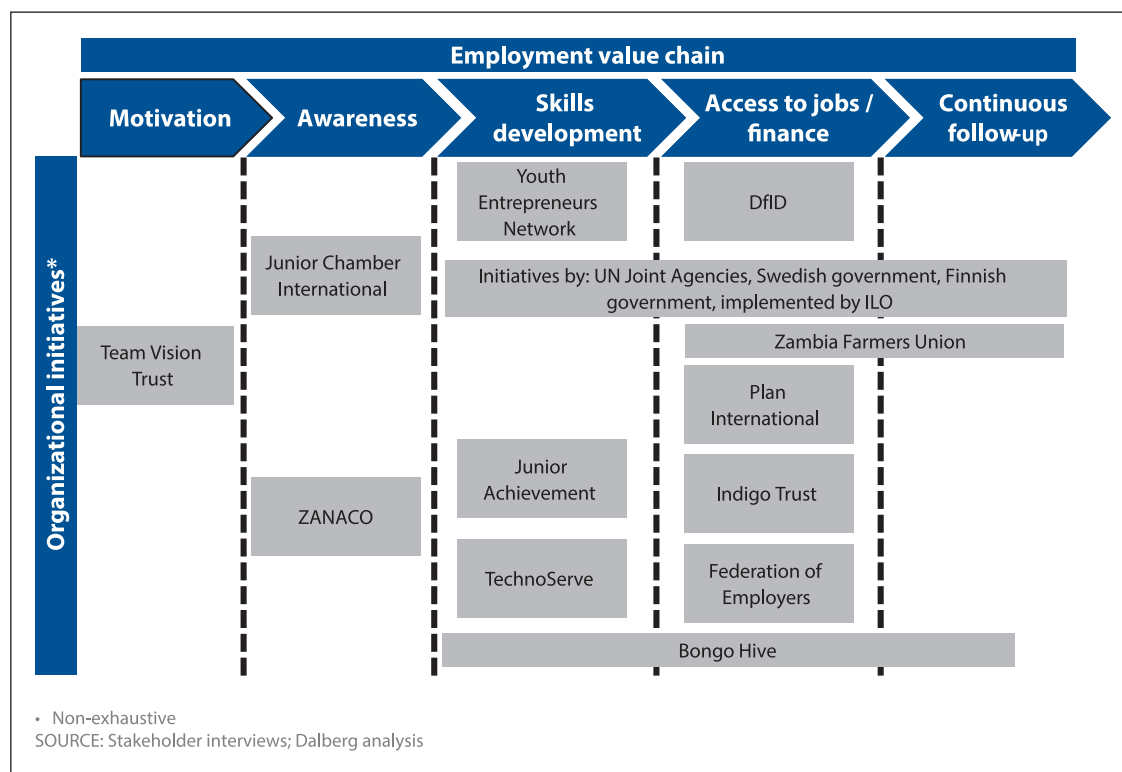 Employment value chain
Motivation
Awareness
Skills
development
Access to jobs /
finance
Continuous
follow-up
Organizational initiatives*
Team Vision
Trust
Junior Chamber
International
ZANACO
Youth
Entrepreneurs
Network
DfID
Initiatives by: UN Joint Agencies, Swedish government, Finnish
government, implemented by ILO
Zambia Farmers Union
Plan
International
Junior
Achievement
Indigo Trust
TechnoServe
Federation of
Employers
Bongo Hive
• Non-exhaustive
SOURCE: Stakeholder interviews; Dalberg analysis